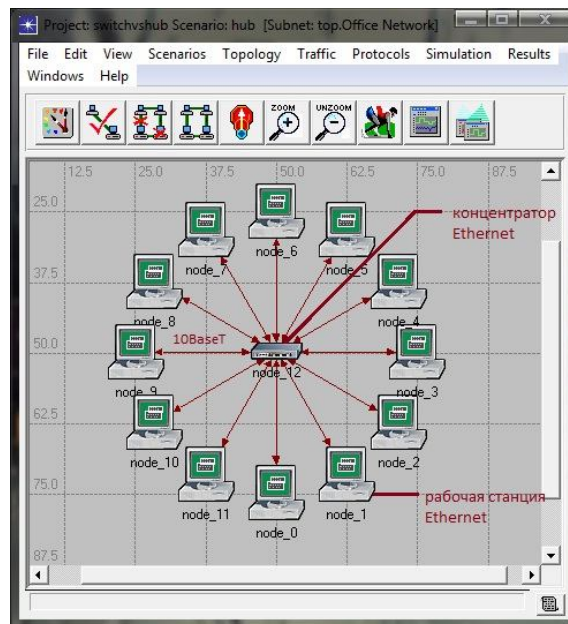 Project: switchvshub Scenario: hub [Subnet: top.Office Network]
File Edit View Scenarios Topology Traffic Protocols Simulation Results
Windows Help
ZOOM UNZOOM
12.5 25.0 37.5 50.0 62.5 75.0 87.5
25.0
концентратор
Ethernet
node_6
node_7 node_5
37.5
node_8 node_4
10BaseT
50.0
node_12
node_9 node_3
62.5
node_10 node_2
75.0
рабочая станция
Ethernet
node_11 node_1
node_0
87.5